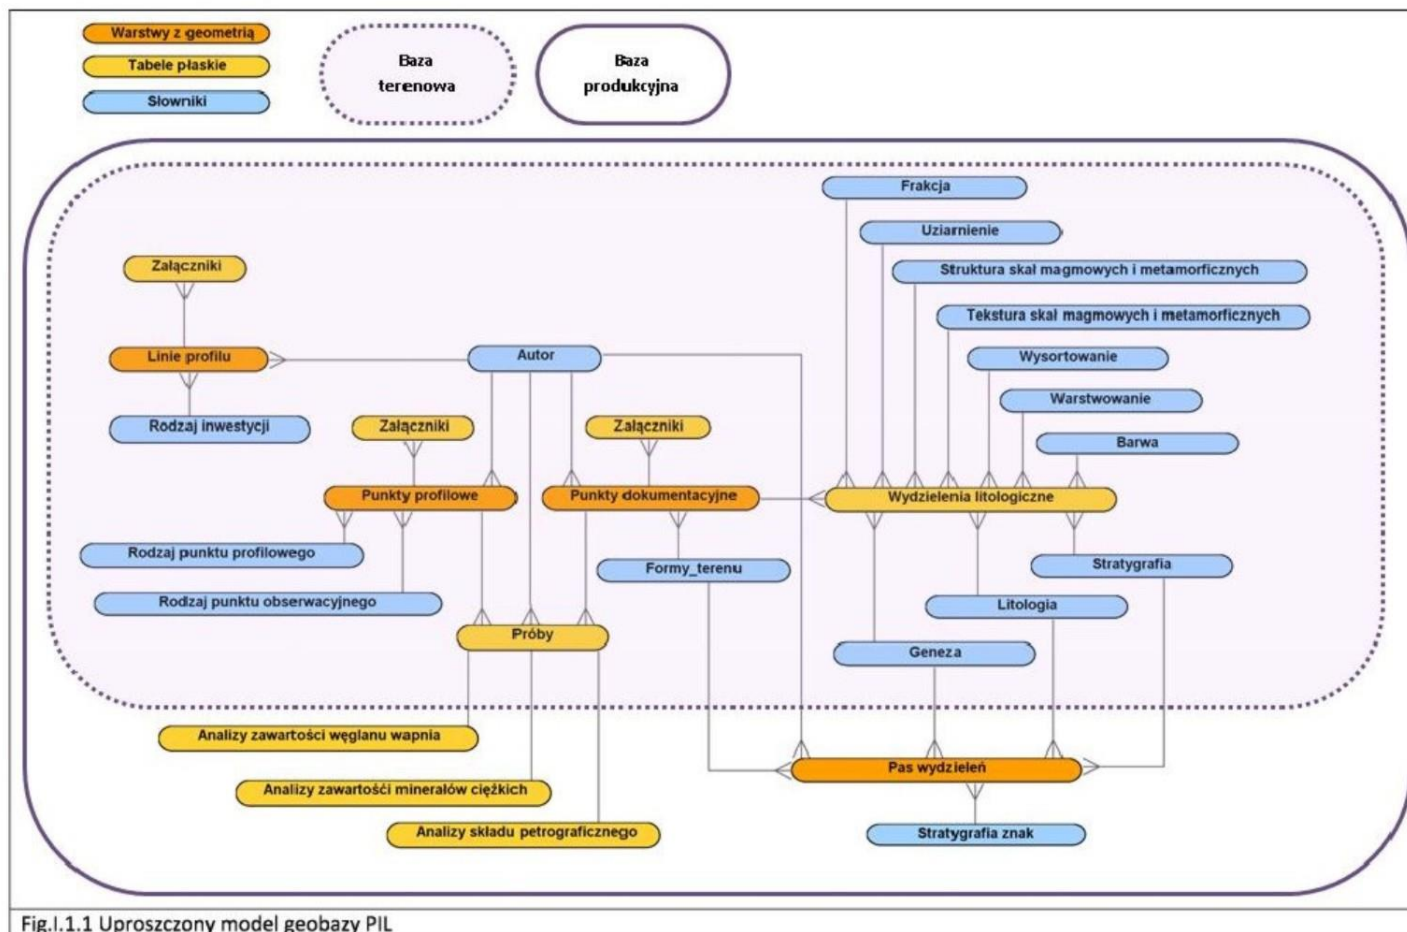 Warstwy z geometrią
Tabele płaskie
Słowniki
Baza
terenowa
Baza
produkcyjna
Frakcja
Uziarnienie
Struktura skał magmowych i metamorficznych
Tekstura skał magmowych i metamorficznych
Wysortowanie
Warstwowanie
Barwa
Załączniki
Linie profilu
Autor
Rodzaj inwestycji
Załączniki
Załączniki
Punkty profilowe
Punkty dokumentacyjne
Wydzielenia litologiczne
Rodzaj punktu profilowego
Formy_terenu
Stratygrafia
Rodzaj punktu obserwacyjnego
Litologia
Próby
Geneza
Analizy zawartości węglanu wapnia
Pas wydzieleń
Analizy zawartośći minerałów ciężkich
Analizy składu petrograficznego
Stratygrafia znak
Fig.I.1.1 Uproszczony model geobazy PIL